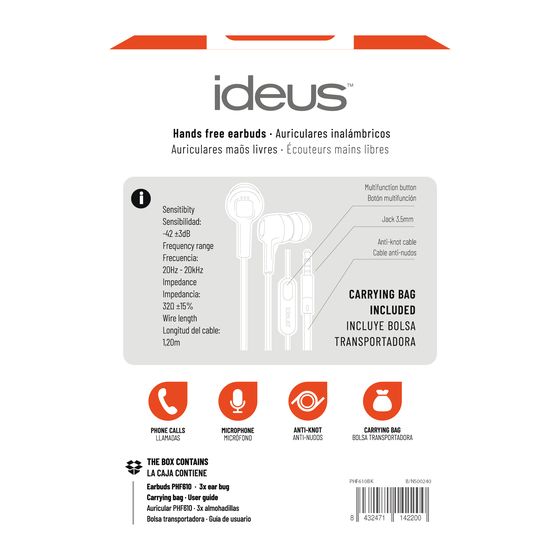 ideus™
Hands free earbuds · Auriculares inalámbricos
Auriculares maõs livres · Écouteurs mains libres
i
Sensitibity
Sensibilidad:
-42 ±3dB
Frequency range
Frecuencia:
20Hz - 20kHz
Impedance
Impedancia:
32Ω ±15%
Wire length
Longitud del cable:
1,20m
ideus
Multifunction button
Botón multifunción
Jack 3.5mm
Anti-knot cable
Cable anti-nudos
CARRYING BAG
INCLUDED
INCLUYE BOLSA
TRANSPORTADORA
PHONE CALLS
LLAMADAS
MICROPHONE
MICRÓFONO
ANTI-KNOT
ANTI-NUDOS
CARRYING BAG
BOLSA TRANSPORTADORA
THE BOX CONTAINS
LA CAJA CONTIENE
Earbuds PHF610 · 3x ear bug
Carrying bag · User guide
Auricular PHF610 · 3x almohadillas
Bolsa transportadora · Guía de usuario
PHF610BK B/N500240
8 432471 142200